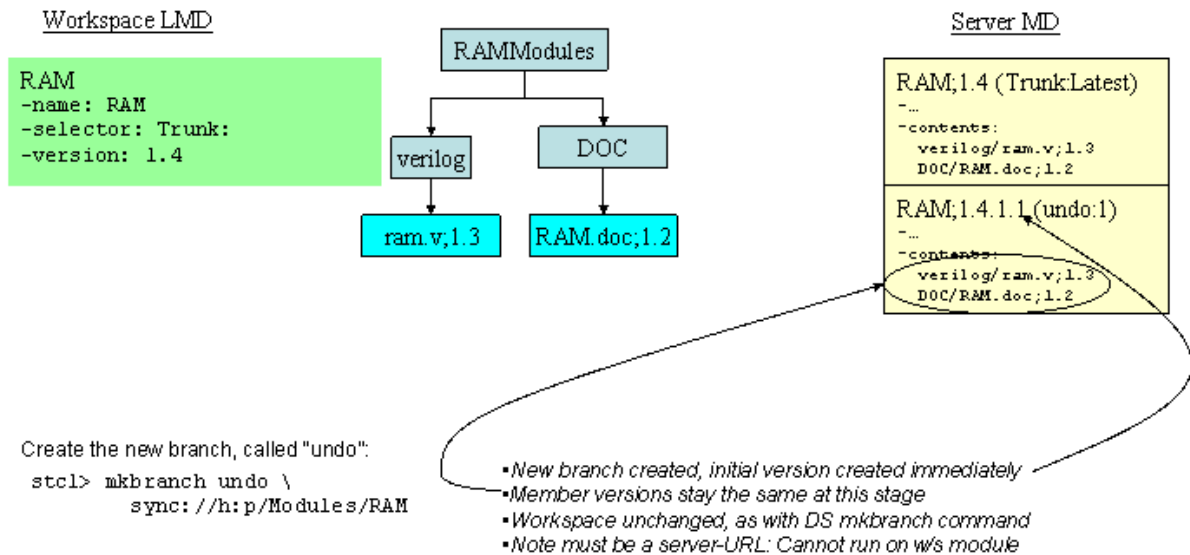 Workspace LMD
Server MD
RAM
-name: RAM
-selector: Trunk:
-version: 1.4
RAMModules
verilog
DOC
ram.v;1.3
RAM.doc;1.2
RAM;1.4 (Trunk:Latest)
-…
-contents:
verilog/ram.v;1.3
DOC/RAM.doc;1.2
RAM;1.4.1.1 (undo:1)
-…
-contents:
verilog/ram.v;1.3
DOC/RAM.doc;1.2
Create the new branch, called "undo":
stcl> mkbranch undo \
sync://h:p/Modules/RAM
▪New branch created, initial version created immediately
▪Member versions stay the same at this stage
▪Workspace unchanged, as with DS mkbranch command
▪Note must be a server-URL: Cannot run on w/s module